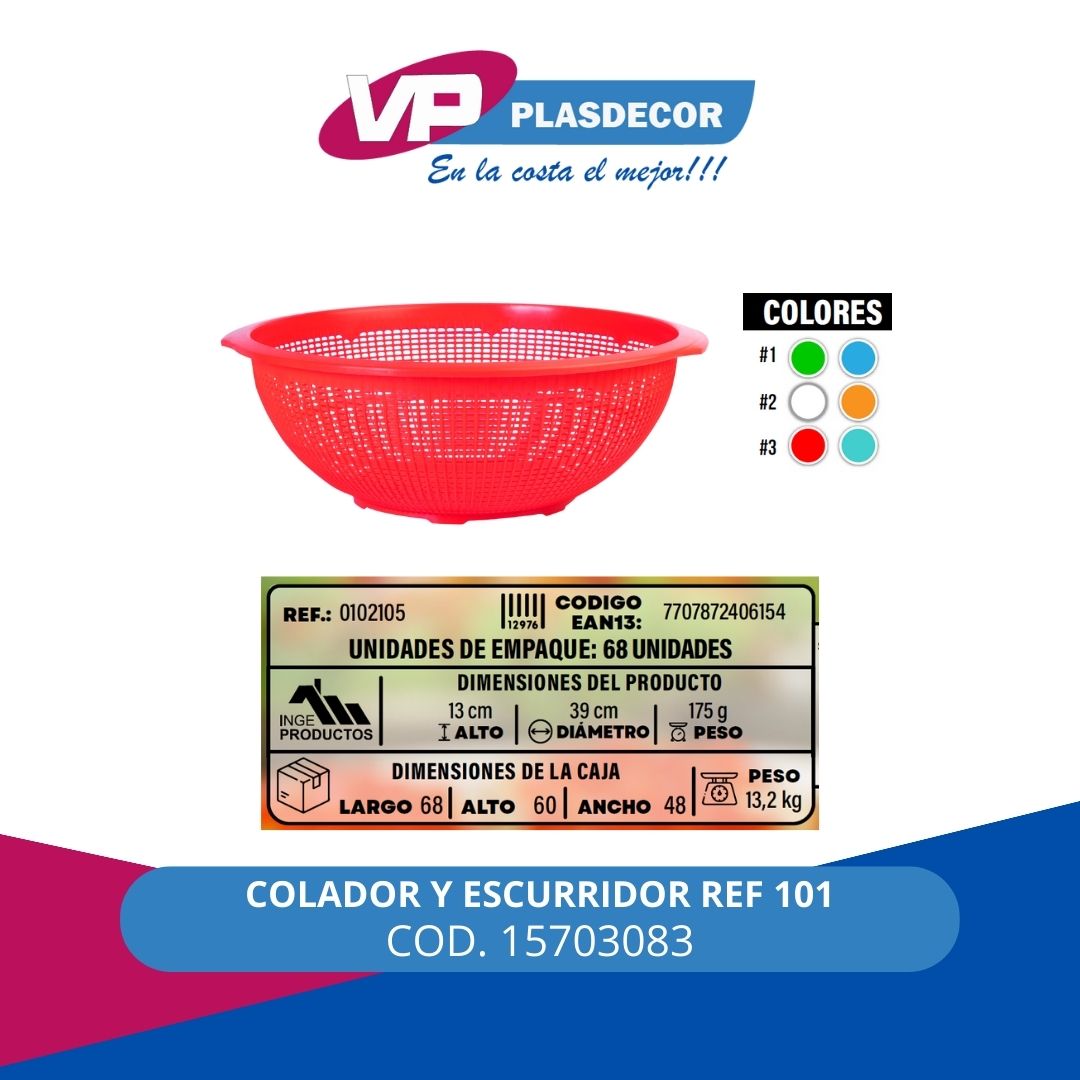 VP PLASDECOR
En la costa el mejor!!!
COLORES
#1
#2
#3
REF.: 0102105
12976
CODIGO EAN13: 7707872406154
UNIDADES DE EMPAQUE: 68 UNIDADES
INGE PRODUCTOS
DIMENSIONES DEL PRODUCTO
13 cm 39 cm 175 g
ALTO DIÁMETRO PESO
DIMENSIONES DE LA CAJA
LARGO 68 ALTO 60 ANCHO 48
PESO
13,2 kg
COLADOR Y ESCURRIDOR REF 101
COD. 15703083